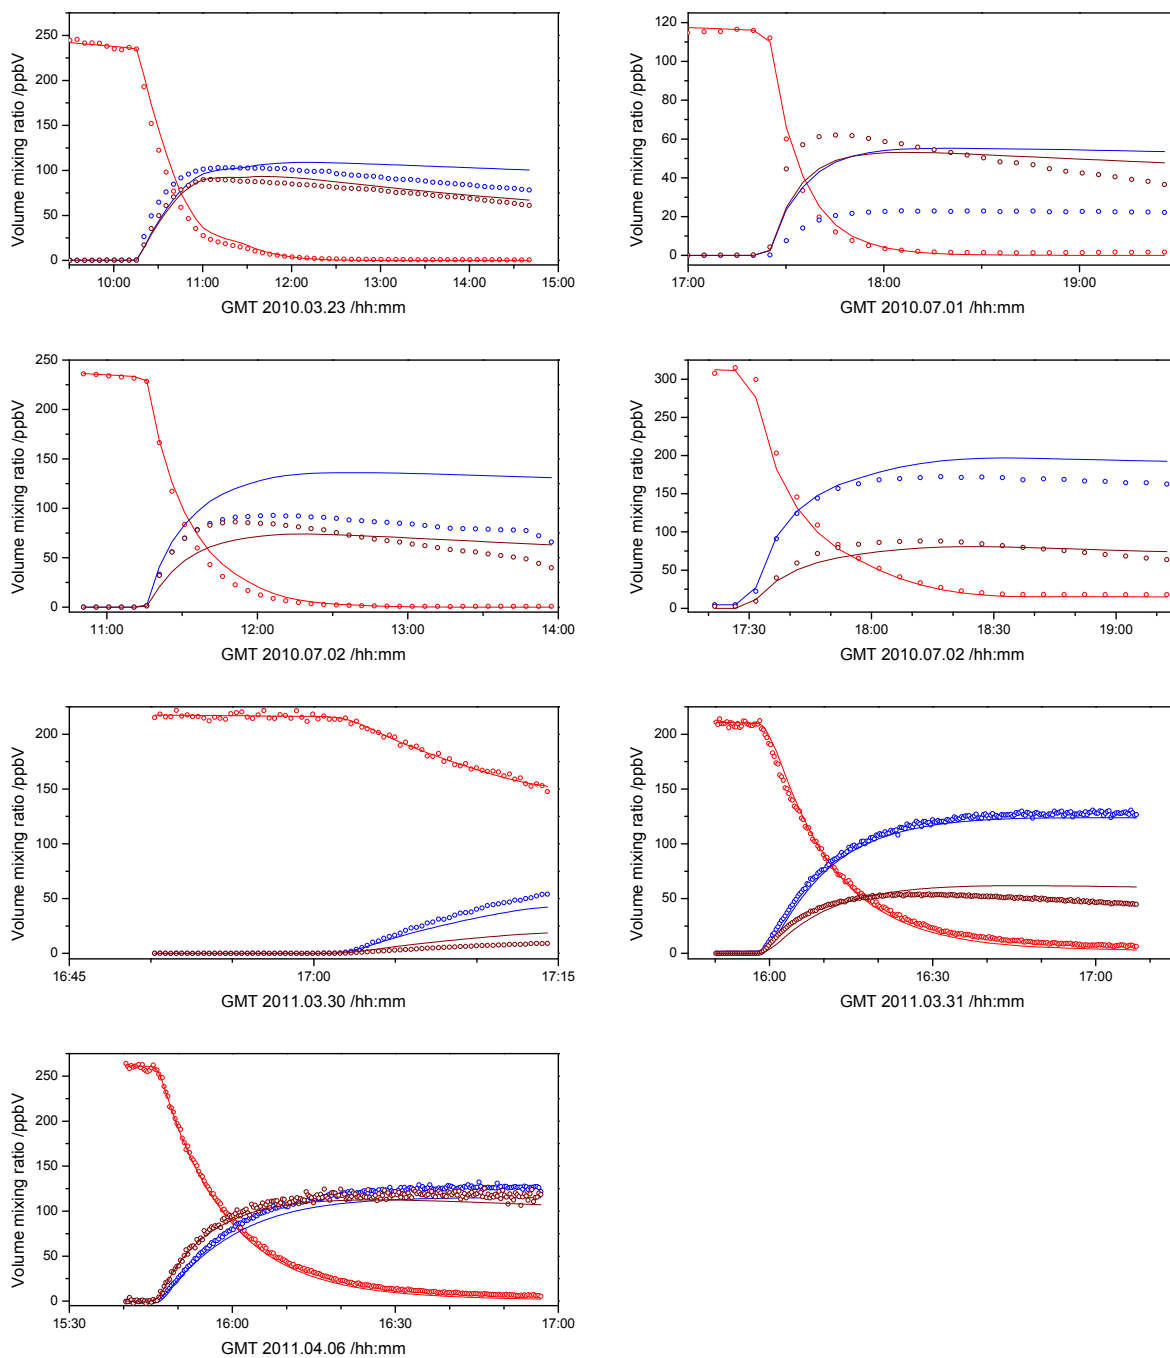 Volume mixing ratio /ppbV
250
200
150
100
50
0
10:00 11:00 12:00 13:00 14:00 15:00
GMT 2010.03.23 /hh:mm
Volume mixing ratio /ppbV
120
100
80
60
40
20
0
17:00 18:00 19:00
GMT 2010.07.01 /hh:mm
Volume mixing ratio /ppbV
250
200
150
100
50
0
11:00 12:00 13:00 14:00
GMT 2010.07.02 /hh:mm
Volume mixing ratio /ppbV
300
250
200
150
100
50
0
17:30 18:00 18:30 19:00
GMT 2010.07.02 /hh:mm
Volume mixing ratio /ppbV
200
150
100
50
0
16:45 17:00 17:15
GMT 2011.03.30 /hh:mm
Volume mixing ratio /ppbV
200
150
100
50
0
16:00 16:30 17:00
GMT 2011.03.31 /hh:mm
Volume mixing ratio /ppbV
250
200
150
100
50
0
15:30 16:00 16:30 17:00
GMT 2011.04.06 /hh:mm